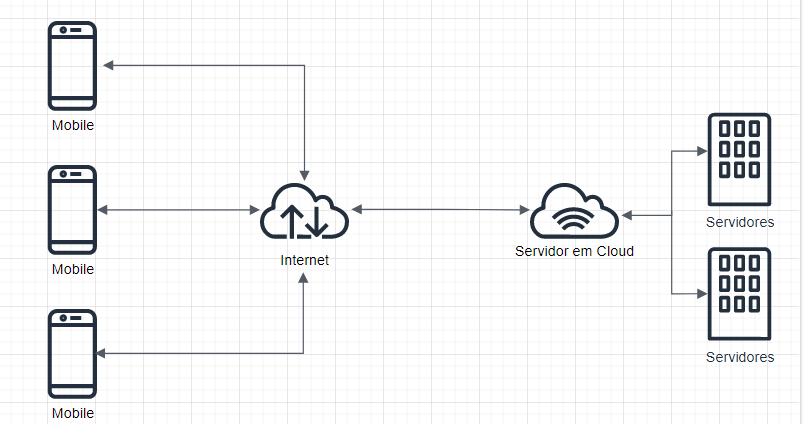 Mobile
Mobile
Mobile
Internet
Servidor em Cloud
Servidores
Servidores